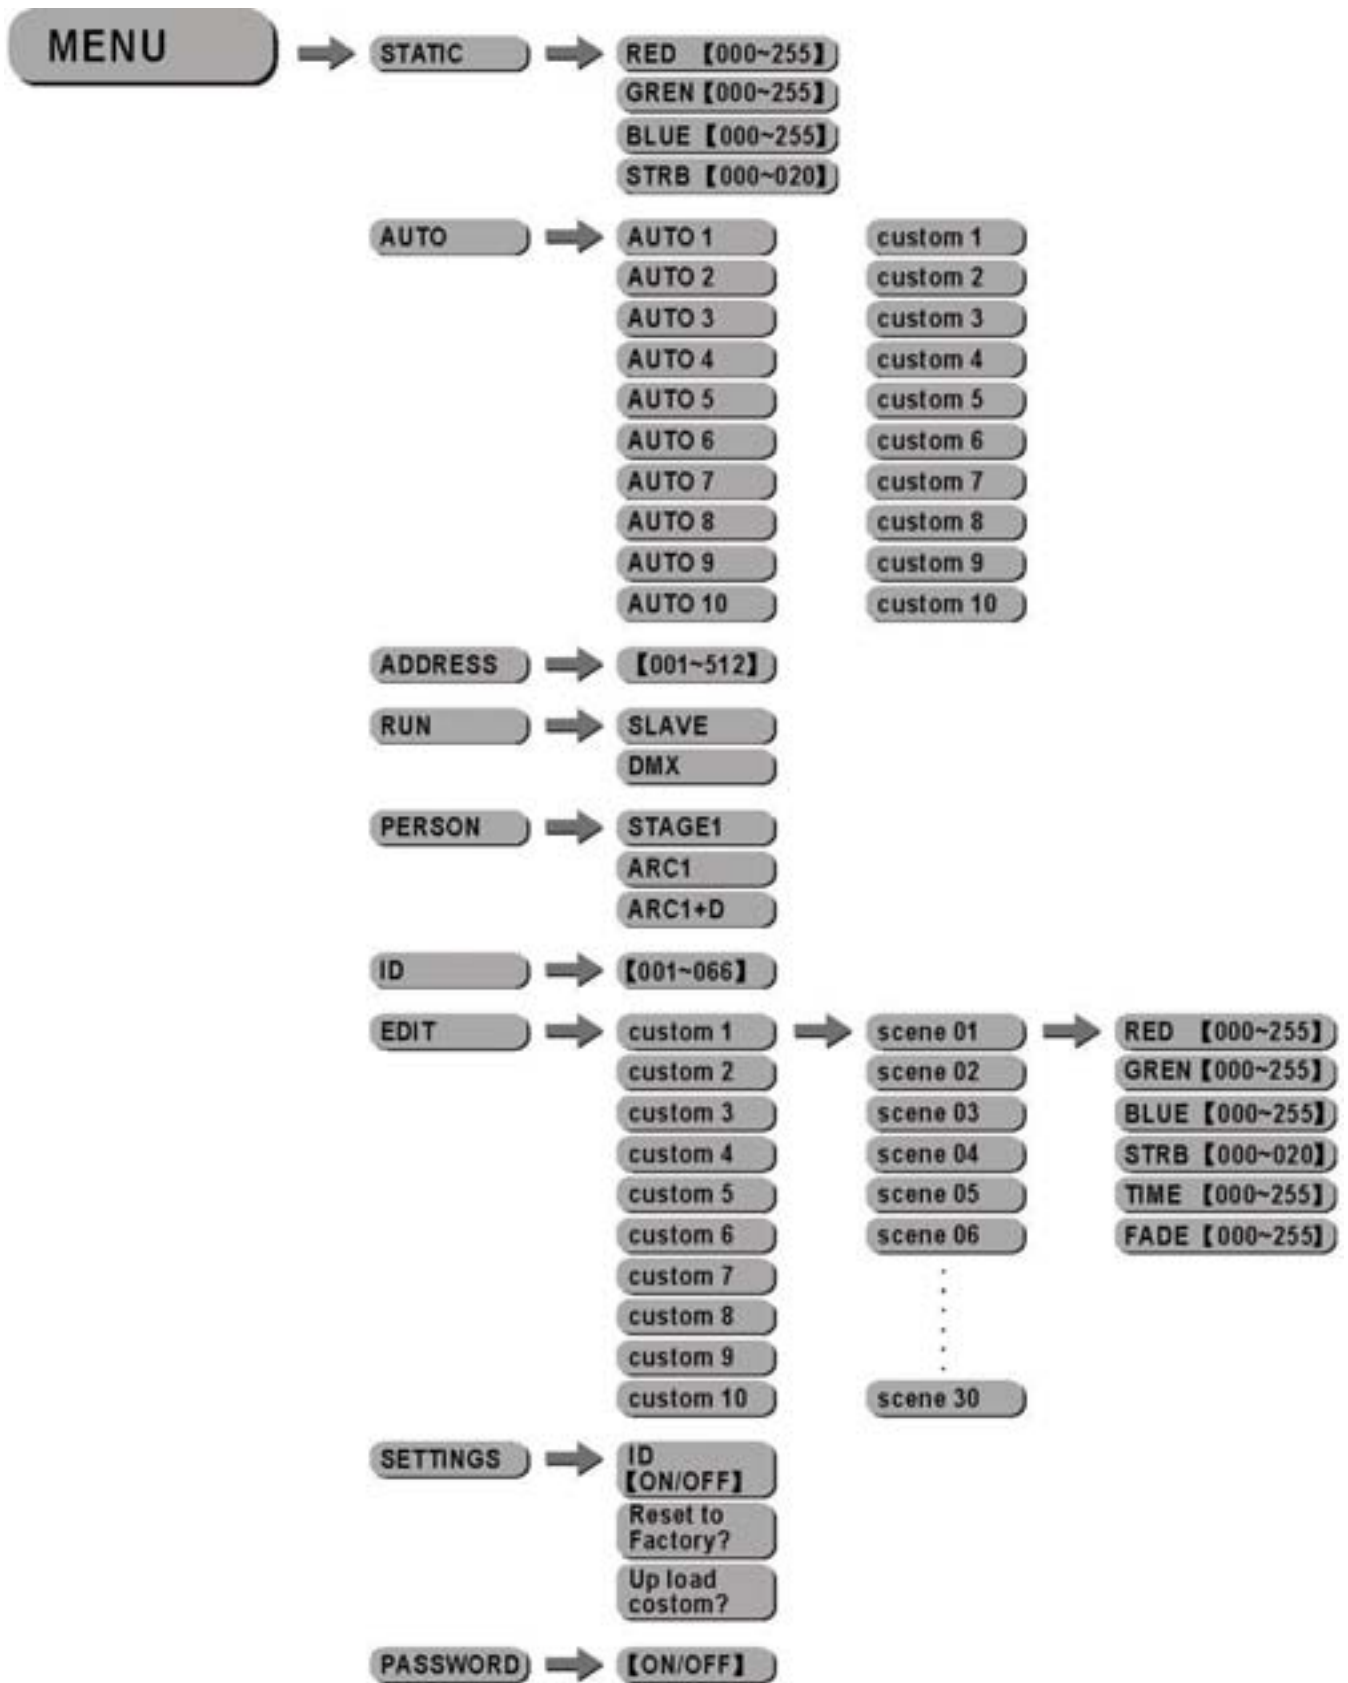 MENU
STATIC
RED 【000~255】
GREN【000~255】
BLUE 【000~255】
STRB 【000~020】
AUTO
AUTO 1
custom 1
AUTO 2
custom 2
AUTO 3
custom 3
AUTO 4
custom 4
AUTO 5
custom 5
AUTO 6
custom 6
AUTO 7
custom 7
AUTO 8
custom 8
AUTO 9
custom 9
AUTO 10
custom 10
ADDRESS
【001~512】
RUN
SLAVE
DMX
PERSON
STAGE1
ARC1
ARC1+D
ID
【001~066】
EDIT
custom 1
scene 01
RED 【000~255】
custom 2
scene 02
GREN【000~255】
custom 3
scene 03
BLUE 【000~255】
custom 4
scene 04
STRB 【000~020】
custom 5
scene 05
TIME 【000~255】
custom 6
scene 06
FADE【000~255】
custom 7
custom 8
custom 9
custom 10
scene 30
SETTINGS
ID
【ON/OFF】
Reset to
Factory?
Up load
costom?
PASSWORD
【ON/OFF】